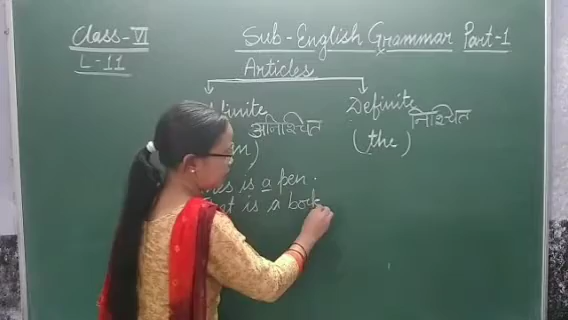 Class-VI
Sub-English Grammar Part-1
L-11
Articles
Definite
अनिश्चित
निश्चित
(the)
is a pen.
is a book